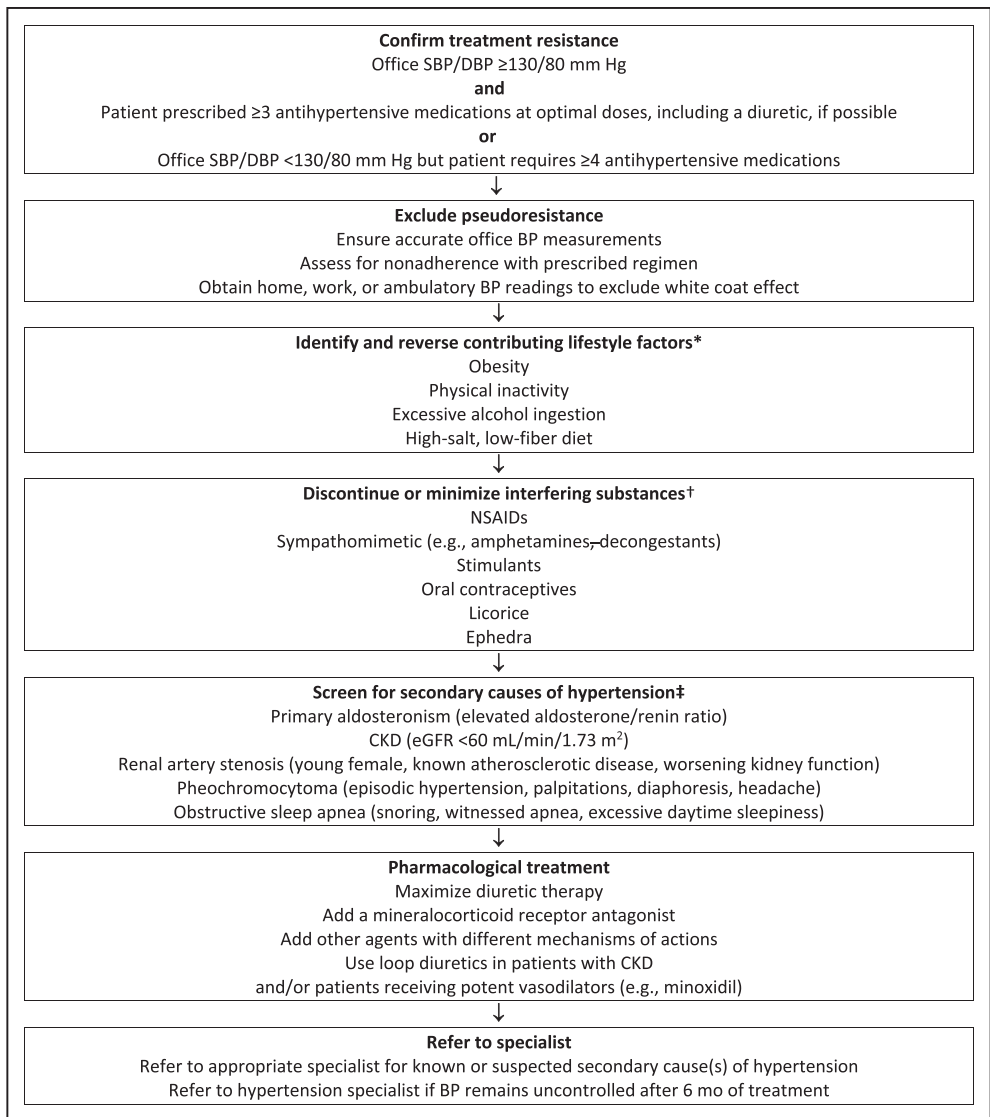 Confirm treatment resistance
Office SBP/DBP ≥130/80 mm Hg
and
Patient prescribed ≥3 antihypertensive medications at optimal doses, including a diuretic, if possible
or
Office SBP/DBP <130/80 mm Hg but patient requires ≥4 antihypertensive medications
↓
Exclude pseudoresistance
Ensure accurate office BP measurements
Assess for nonadherence with prescribed regimen
Obtain home, work, or ambulatory BP readings to exclude white coat effect
↓
Identify and reverse contributing lifestyle factors*
Obesity
Physical inactivity
Excessive alcohol ingestion
High-salt, low-fiber diet
↓
Discontinue or minimize interfering substances†
NSAIDs
Sympathomimetic (e.g., amphetamines, decongestants)
Stimulants
Oral contraceptives
Licorice
Ephedra
↓
Screen for secondary causes of hypertension‡
Primary aldosteronism (elevated aldosterone/renin ratio)
CKD (eGFR <60 mL/min/1.73 m²)
Renal artery stenosis (young female, known atherosclerotic disease, worsening kidney function)
Pheochromocytoma (episodic hypertension, palpitations, diaphoresis, headache)
Obstructive sleep apnea (snoring, witnessed apnea, excessive daytime sleepiness)
↓
Pharmacological treatment
Maximize diuretic therapy
Add a mineralocorticoid receptor antagonist
Add other agents with different mechanisms of actions
Use loop diuretics in patients with CKD
and/or patients receiving potent vasodilators (e.g., minoxidil)
↓
Refer to specialist
Refer to appropriate specialist for known or suspected secondary cause(s) of hypertension
Refer to hypertension specialist if BP remains uncontrolled after 6 mo of treatment